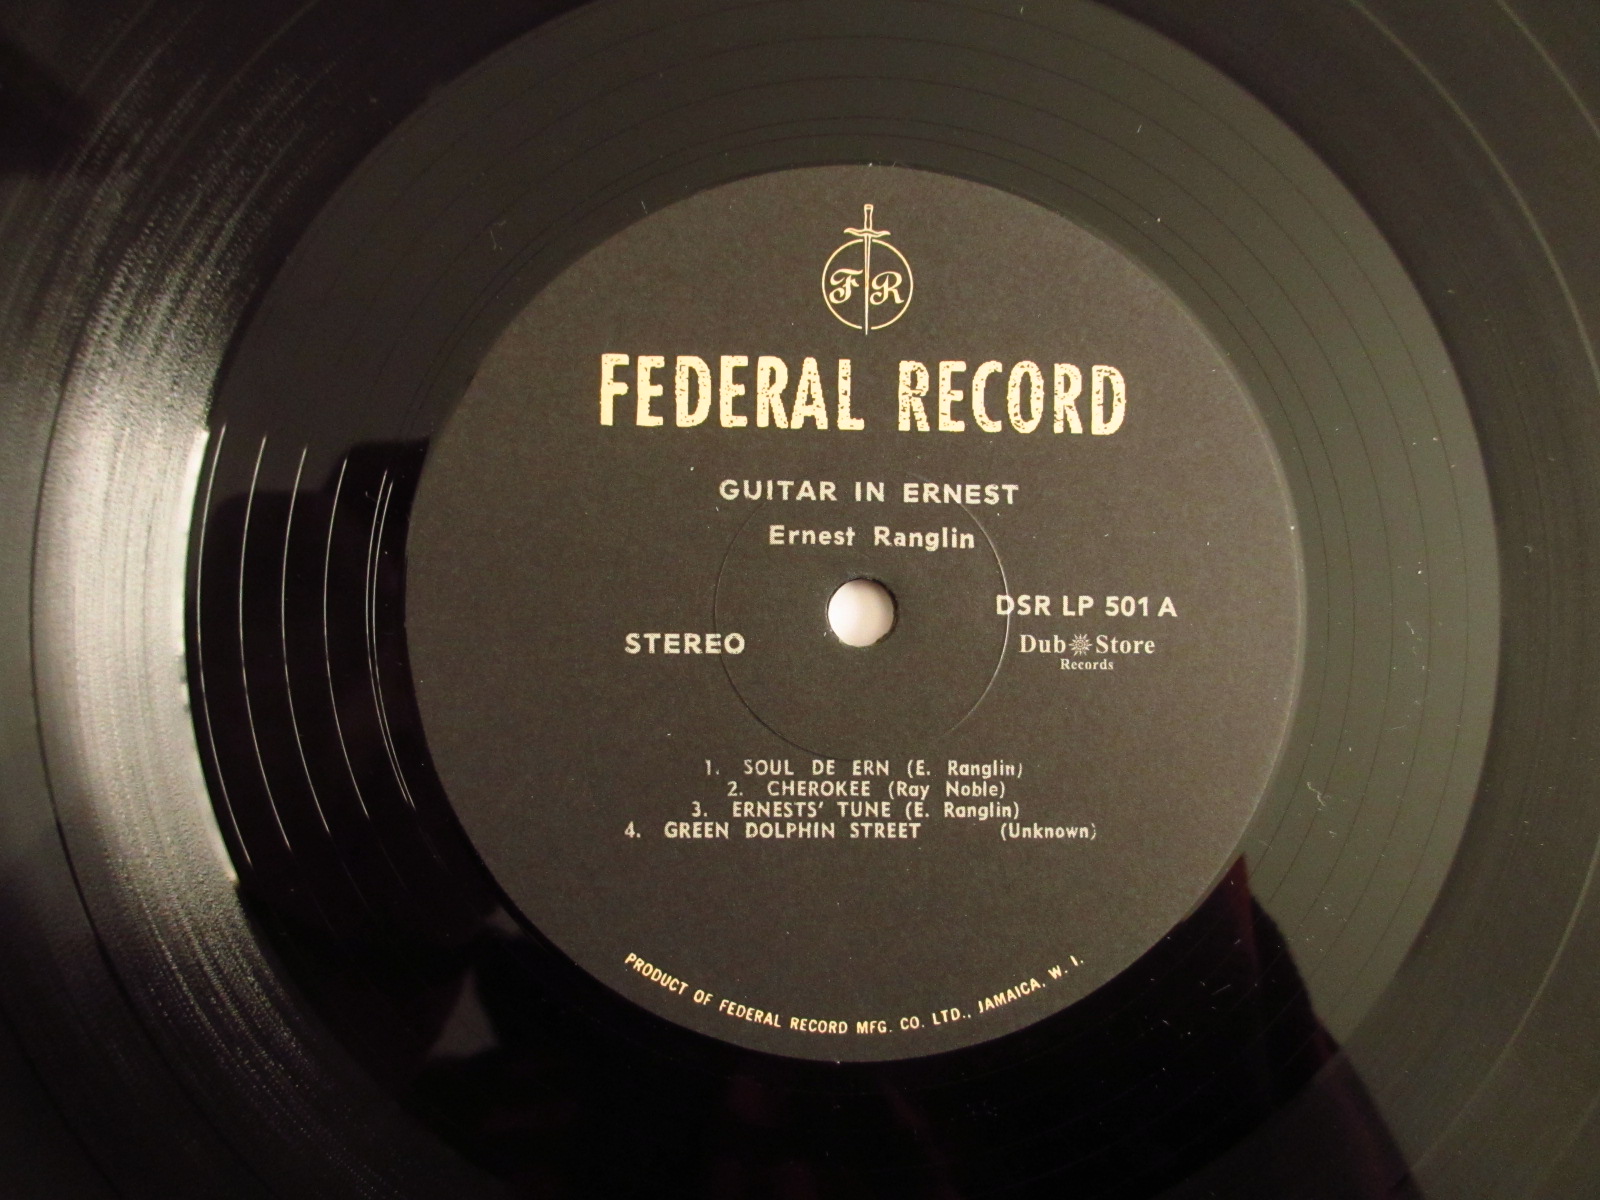 F R
FEDERAL RECORD
GUITAR IN ERNEST
Ernest Ranglin
DSR LP 501 A
STEREO
Dub Store
Records
1. SOUL DE ERN (E. Ranglin)
2. CHEROKEE (Ray Noble)
3. ERNESTS' TUNE (E. Ranglin)
4. GREEN DOLPHIN STREET (Unknown)
PRODUCT OF FEDERAL RECORD MFG. CO. LTD., JAMAICA. W. I.